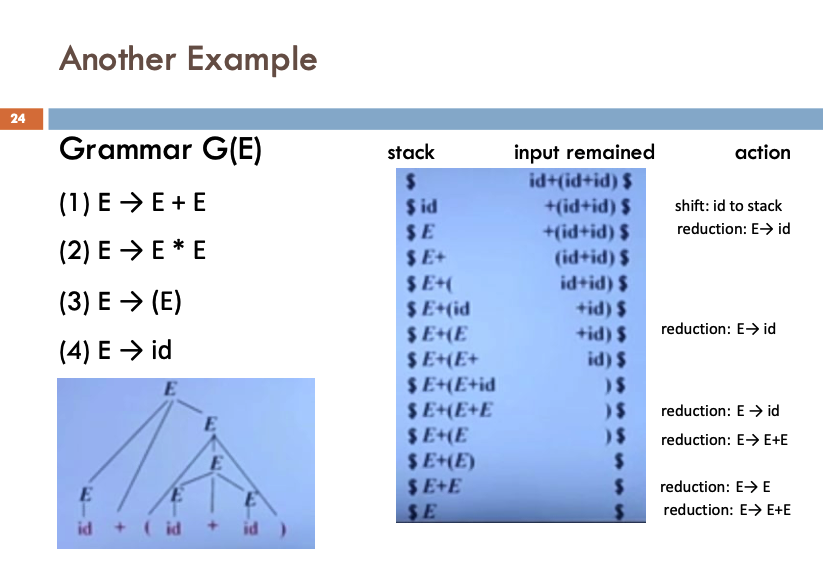 Another Example
24
Grammar G(E)
(1) E → E + E
(2) E → E * E
(3) E → (E)
(4) E → id
E
E
E
E E E
id + ( id + id )
stack input remained action
$ id+(id+id) $
$ id +(id+id) $ shift: id to stack
$ E +(id+id) $ reduction: E→ id
$ E+ (id+id) $
$ E+( id+id) $
$ E+(id +id) $
$ E+(E +id) $ reduction: E→ id
$ E+(E+ id) $
$ E+(E+id ) $
$ E+(E+E ) $ reduction: E → id
$ E+(E ) $ reduction: E→ E+E
$ E+(E) $
$ E+E $ reduction: E→ E
$ E $ reduction: E→ E+E